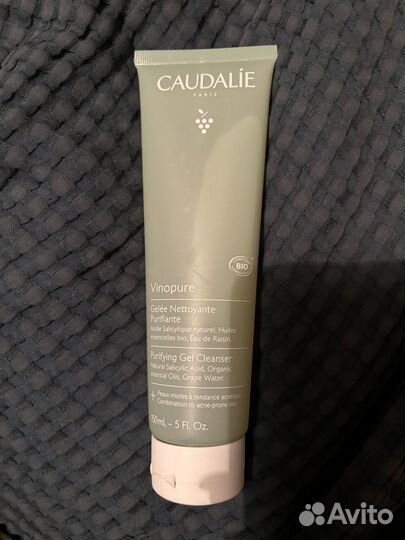 CAUDALÍE
PARIS
BIO
Vinopure
Gelée Nettoyante
Purifiante
Acide Salicylique naturel, Huiles
essentielles bio, Eau de Raisin.
Purifying Gel Cleanser
Natural Salicylic Acid, Organic
essential Oils, Grape Water.
+ Peaux mixtes à tendance acnéique
Combination to acne-prone skin
150mL - 5 Fl. Oz.
Avito